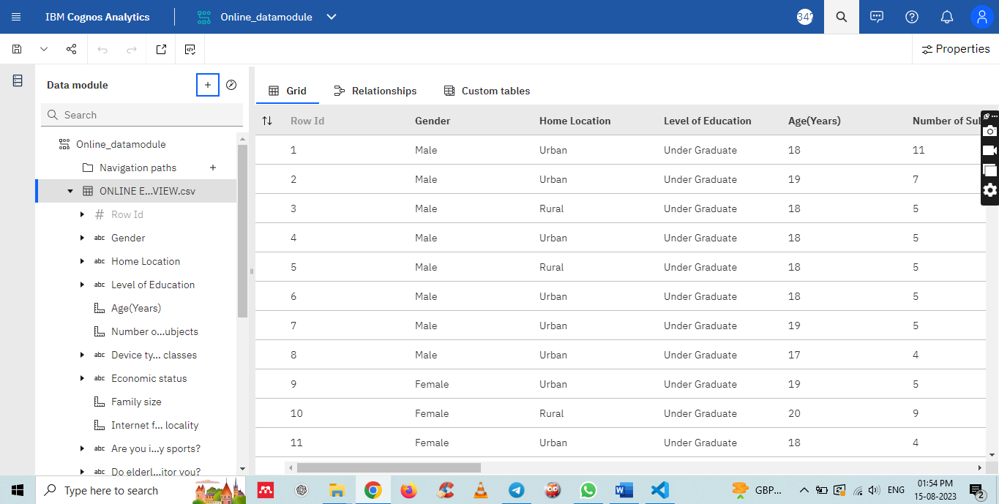 IBM Cognos Analytics
Online_datamodule
347
Properties
Data module
Search
Online_datamodule
Navigation paths
ONLINE E...VIEW.csv
# Row Id
abc Gender
abc Home Location
abc Level of Education
Age(Years)
Number o...ubjects
abc Device ty... classes
abc Economic status
Family size
Internet f... locality
abc Are you i...y sports?
abc Do elderl...itor you?
Grid Relationships Custom tables
Row Id Gender Home Location Level of Education Age(Years) Number of Sul
1 Male Urban Under Graduate 18 11
2 Male Urban Under Graduate 19 7
3 Male Rural Under Graduate 18 5
4 Male Urban Under Graduate 18 5
5 Male Rural Under Graduate 18 5
6 Male Urban Under Graduate 18 5
7 Male Urban Under Graduate 19 5
8 Male Urban Under Graduate 17 4
9 Female Urban Under Graduate 19 5
10 Female Rural Under Graduate 20 9
11 Female Urban Under Graduate 18 4
Type here to search
GBP...
ENG
01:54 PM
15-08-2023
2